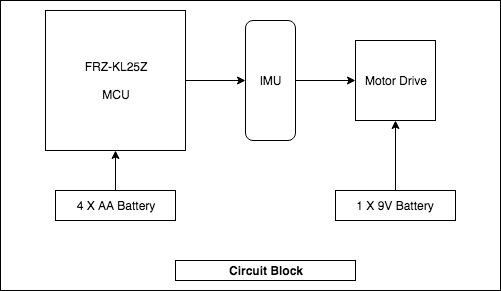 FRZ-KL25Z
MCU
IMU
Motor Drive
4 X AA Battery
1 X 9V Battery
Circuit Block